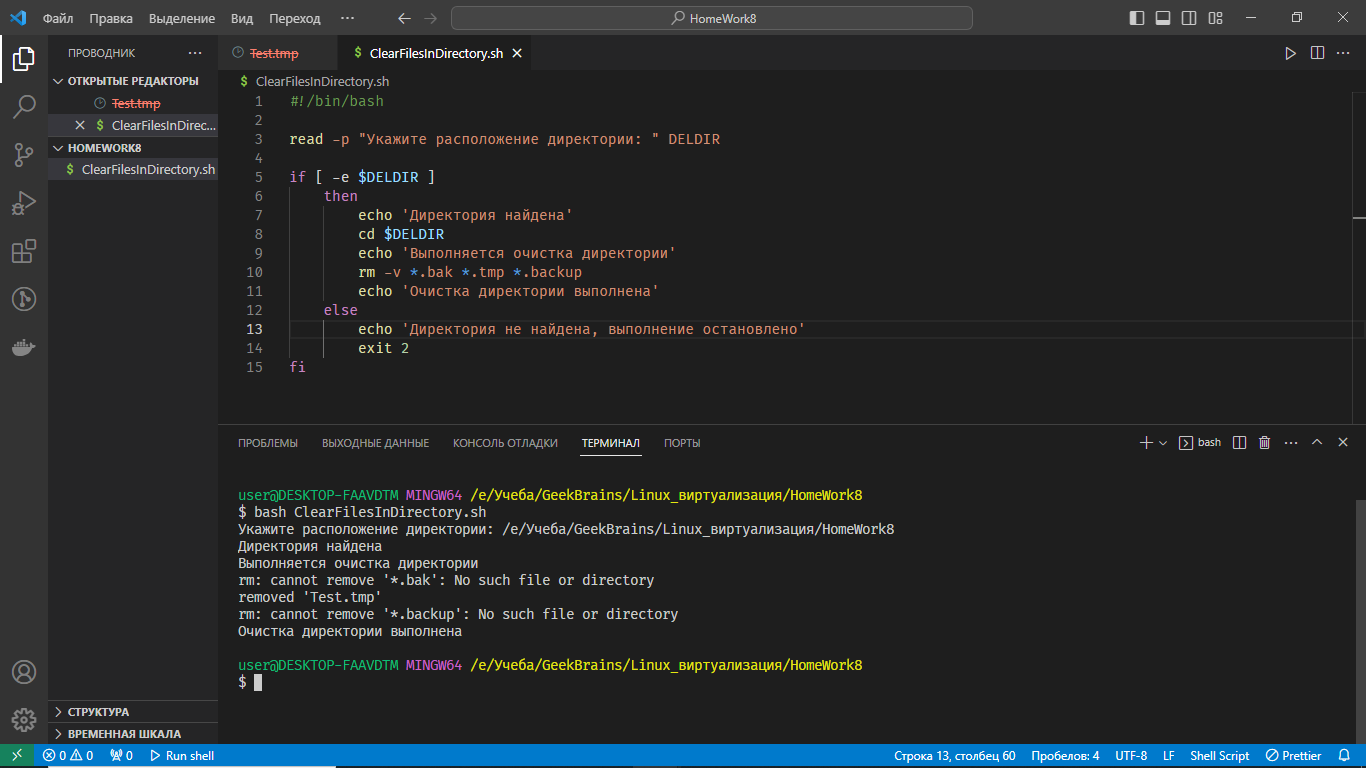 Файл Правка Выделение Вид Переход ··· HomeWork8
ПРОВОДНИК ···
ОТКРЫТЫЕ РЕДАКТОРЫ
Test.tmp
$ ClearFilesInDirec...
HOMEWORK8
$ ClearFilesInDirectory.sh
СТРУКТУРА
ВРЕМЕННАЯ ШКАЛА
Test.tmp $ ClearFilesInDirectory.sh
$ ClearFilesInDirectory.sh
1 #!/bin/bash
2
3 read -p "Укажите расположение директории: " DELDIR
4
5 if [ -e $DELDIR ]
6 then
7 echo 'Директория найдена'
8 cd $DELDIR
9 echo 'Выполняется очистка директории'
10 rm -v *.bak *.tmp *.backup
11 echo 'Очистка директории выполнена'
12 else
13 echo 'Директория не найдена, выполнение остановлено'
14 exit 2
15 fi
ПРОБЛЕМЫ ВЫХОДНЫЕ ДАННЫЕ КОНСОЛЬ ОТЛАДКИ ТЕРМИНАЛ ПОРТЫ bash ···
user@DESKTOP-FAAVDTM MINGW64 /e/Учеба/GeekBrains/Linux_виртуализация/HomeWork8
$ bash ClearFilesInDirectory.sh
Укажите расположение директории: /e/Учеба/GeekBrains/Linux_виртуализация/HomeWork8
Директория найдена
Выполняется очистка директории
rm: cannot remove '*.bak': No such file or directory
removed 'Test.tmp'
rm: cannot remove '*.backup': No such file or directory
Очистка директории выполнена
user@DESKTOP-FAAVDTM MINGW64 /e/Учеба/GeekBrains/Linux_виртуализация/HomeWork8
$
0 0 0 Run shell Строка 13, столбец 60 Пробелов: 4 UTF-8 LF Shell Script Prettier